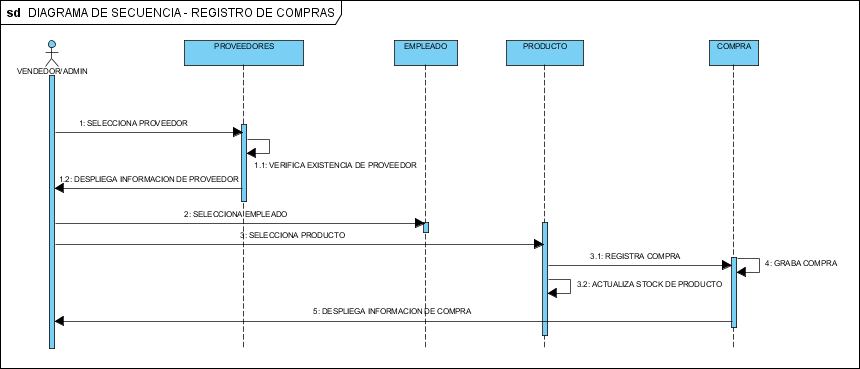 sd DIAGRAMA DE SECUENCIA - REGISTRO DE COMPRAS
PROVEEDORES
EMPLEADO
PRODUCTO
COMPRA
VENDEDOR/ADMIN
1: SELECCIONA PROVEEDOR
1.1: VERIFICA EXISTENCIA DE PROVEEDOR
1.2: DESPLIEGA INFORMACION DE PROVEEDOR
2: SELECCIONA EMPLEADO
3: SELECCIONA PRODUCTO
3.1: REGISTRA COMPRA
4: GRABA COMPRA
3.2: ACTUALIZA STOCK DE PRODUCTO
5: DESPLIEGA INFORMACION DE COMPRA